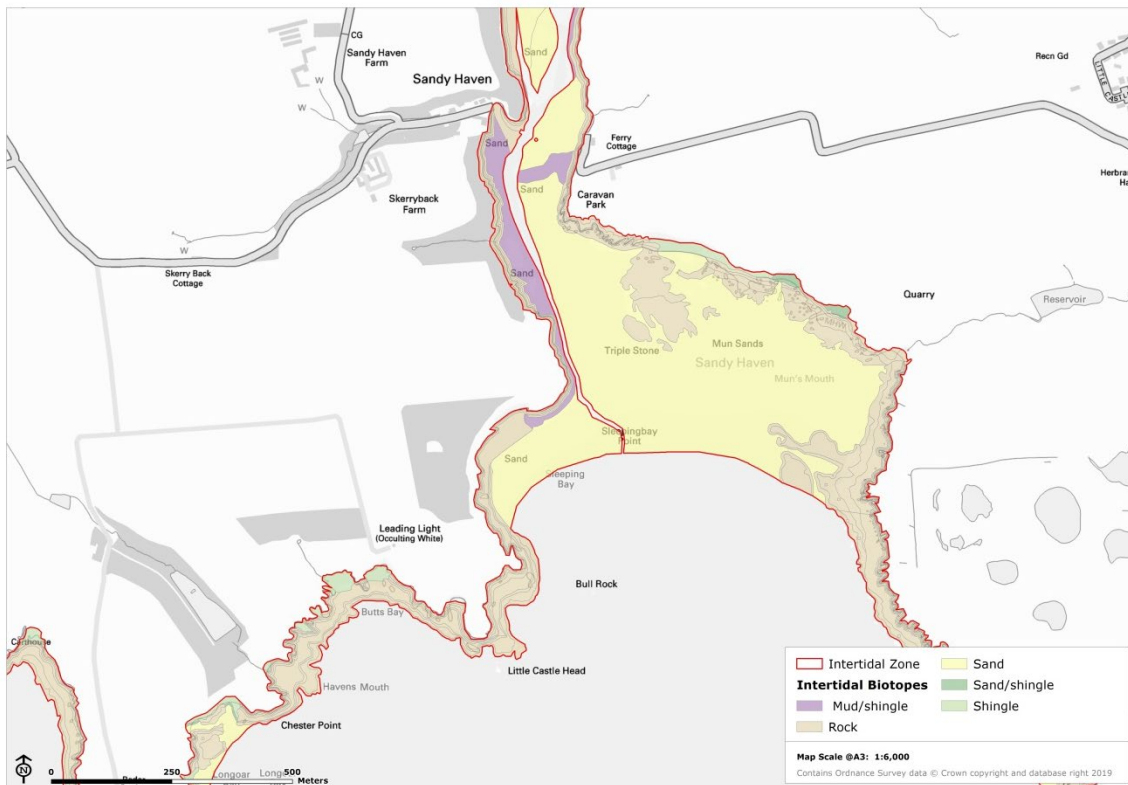 CG
Sandy Haven
Farm
Sand
Recn Gd
LITTLE
W
Sandy Haven
W
Sand
Ferry
Cottage
Sand
Caravan
Park
Skerryback
Farm
W
Skerry Back
Cottage
Sand
Quarry
Reservoir
Triple Stone
Mun Sands
Sandy Haven
Mun's Mouth
Sleepingbay
Point
Sand
Sleeping
Bay
Leading Light
(Occulting White)
Bull Rock
Butts Bay
Little Castle Head
Havens Mouth
Chester Point
Longoar
Intertidal Zone
Intertidal Biotopes
Mud/shingle
Rock
Sand
Sand/shingle
Shingle
Map Scale @A3: 1:6,000
Contains Ordnance Survey data © Crown copyright and database right 2019
N
0 250 500
Meters